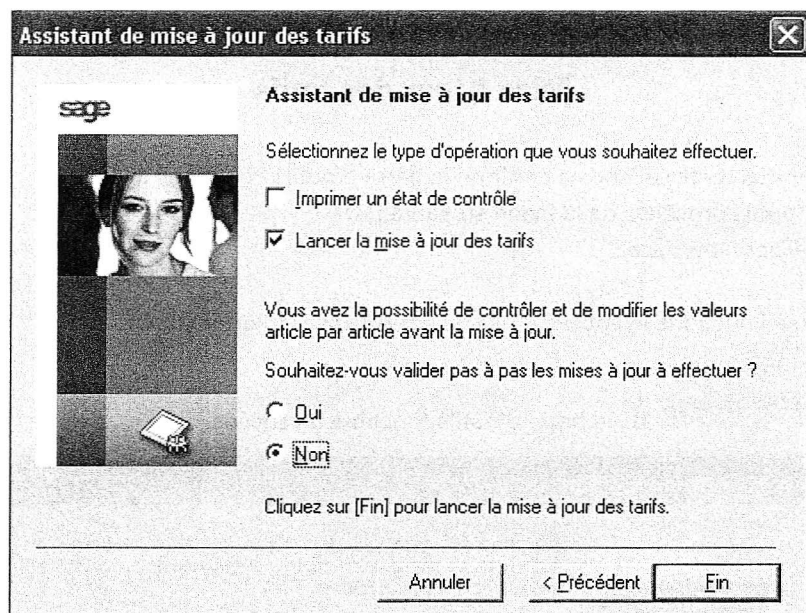 Assistant de mise à jour des tarifs
sage
Assistant de mise à jour des tarifs
Sélectionnez le type d'opération que vous souhaitez effectuer.
Imprimer un état de contrôle
Lancer la mise à jour des tarifs
Vous avez la possibilité de contrôler et de modifier les valeurs
article par article avant la mise à jour.
Souhaitez-vous valider pas à pas les mises à jour à effectuer ?
Oui
Non
Cliquez sur [Fin] pour lancer la mise à jour des tarifs.
Annuler
< Précédent
Fin